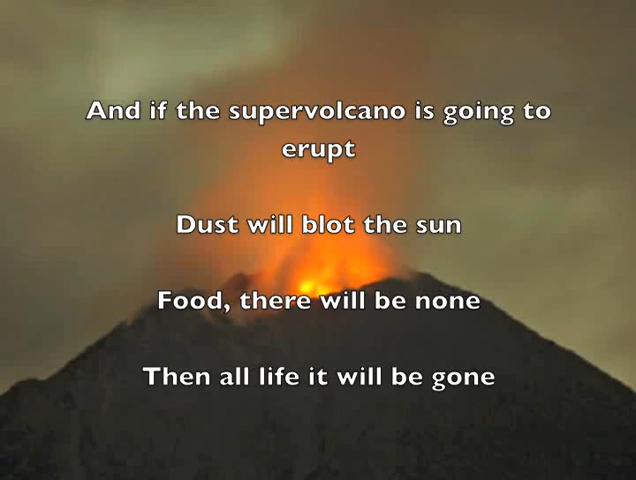 And if the supervolcano is going to
erupt
Dust will blot the sun
Food, there will be none
Then all life it will be gone